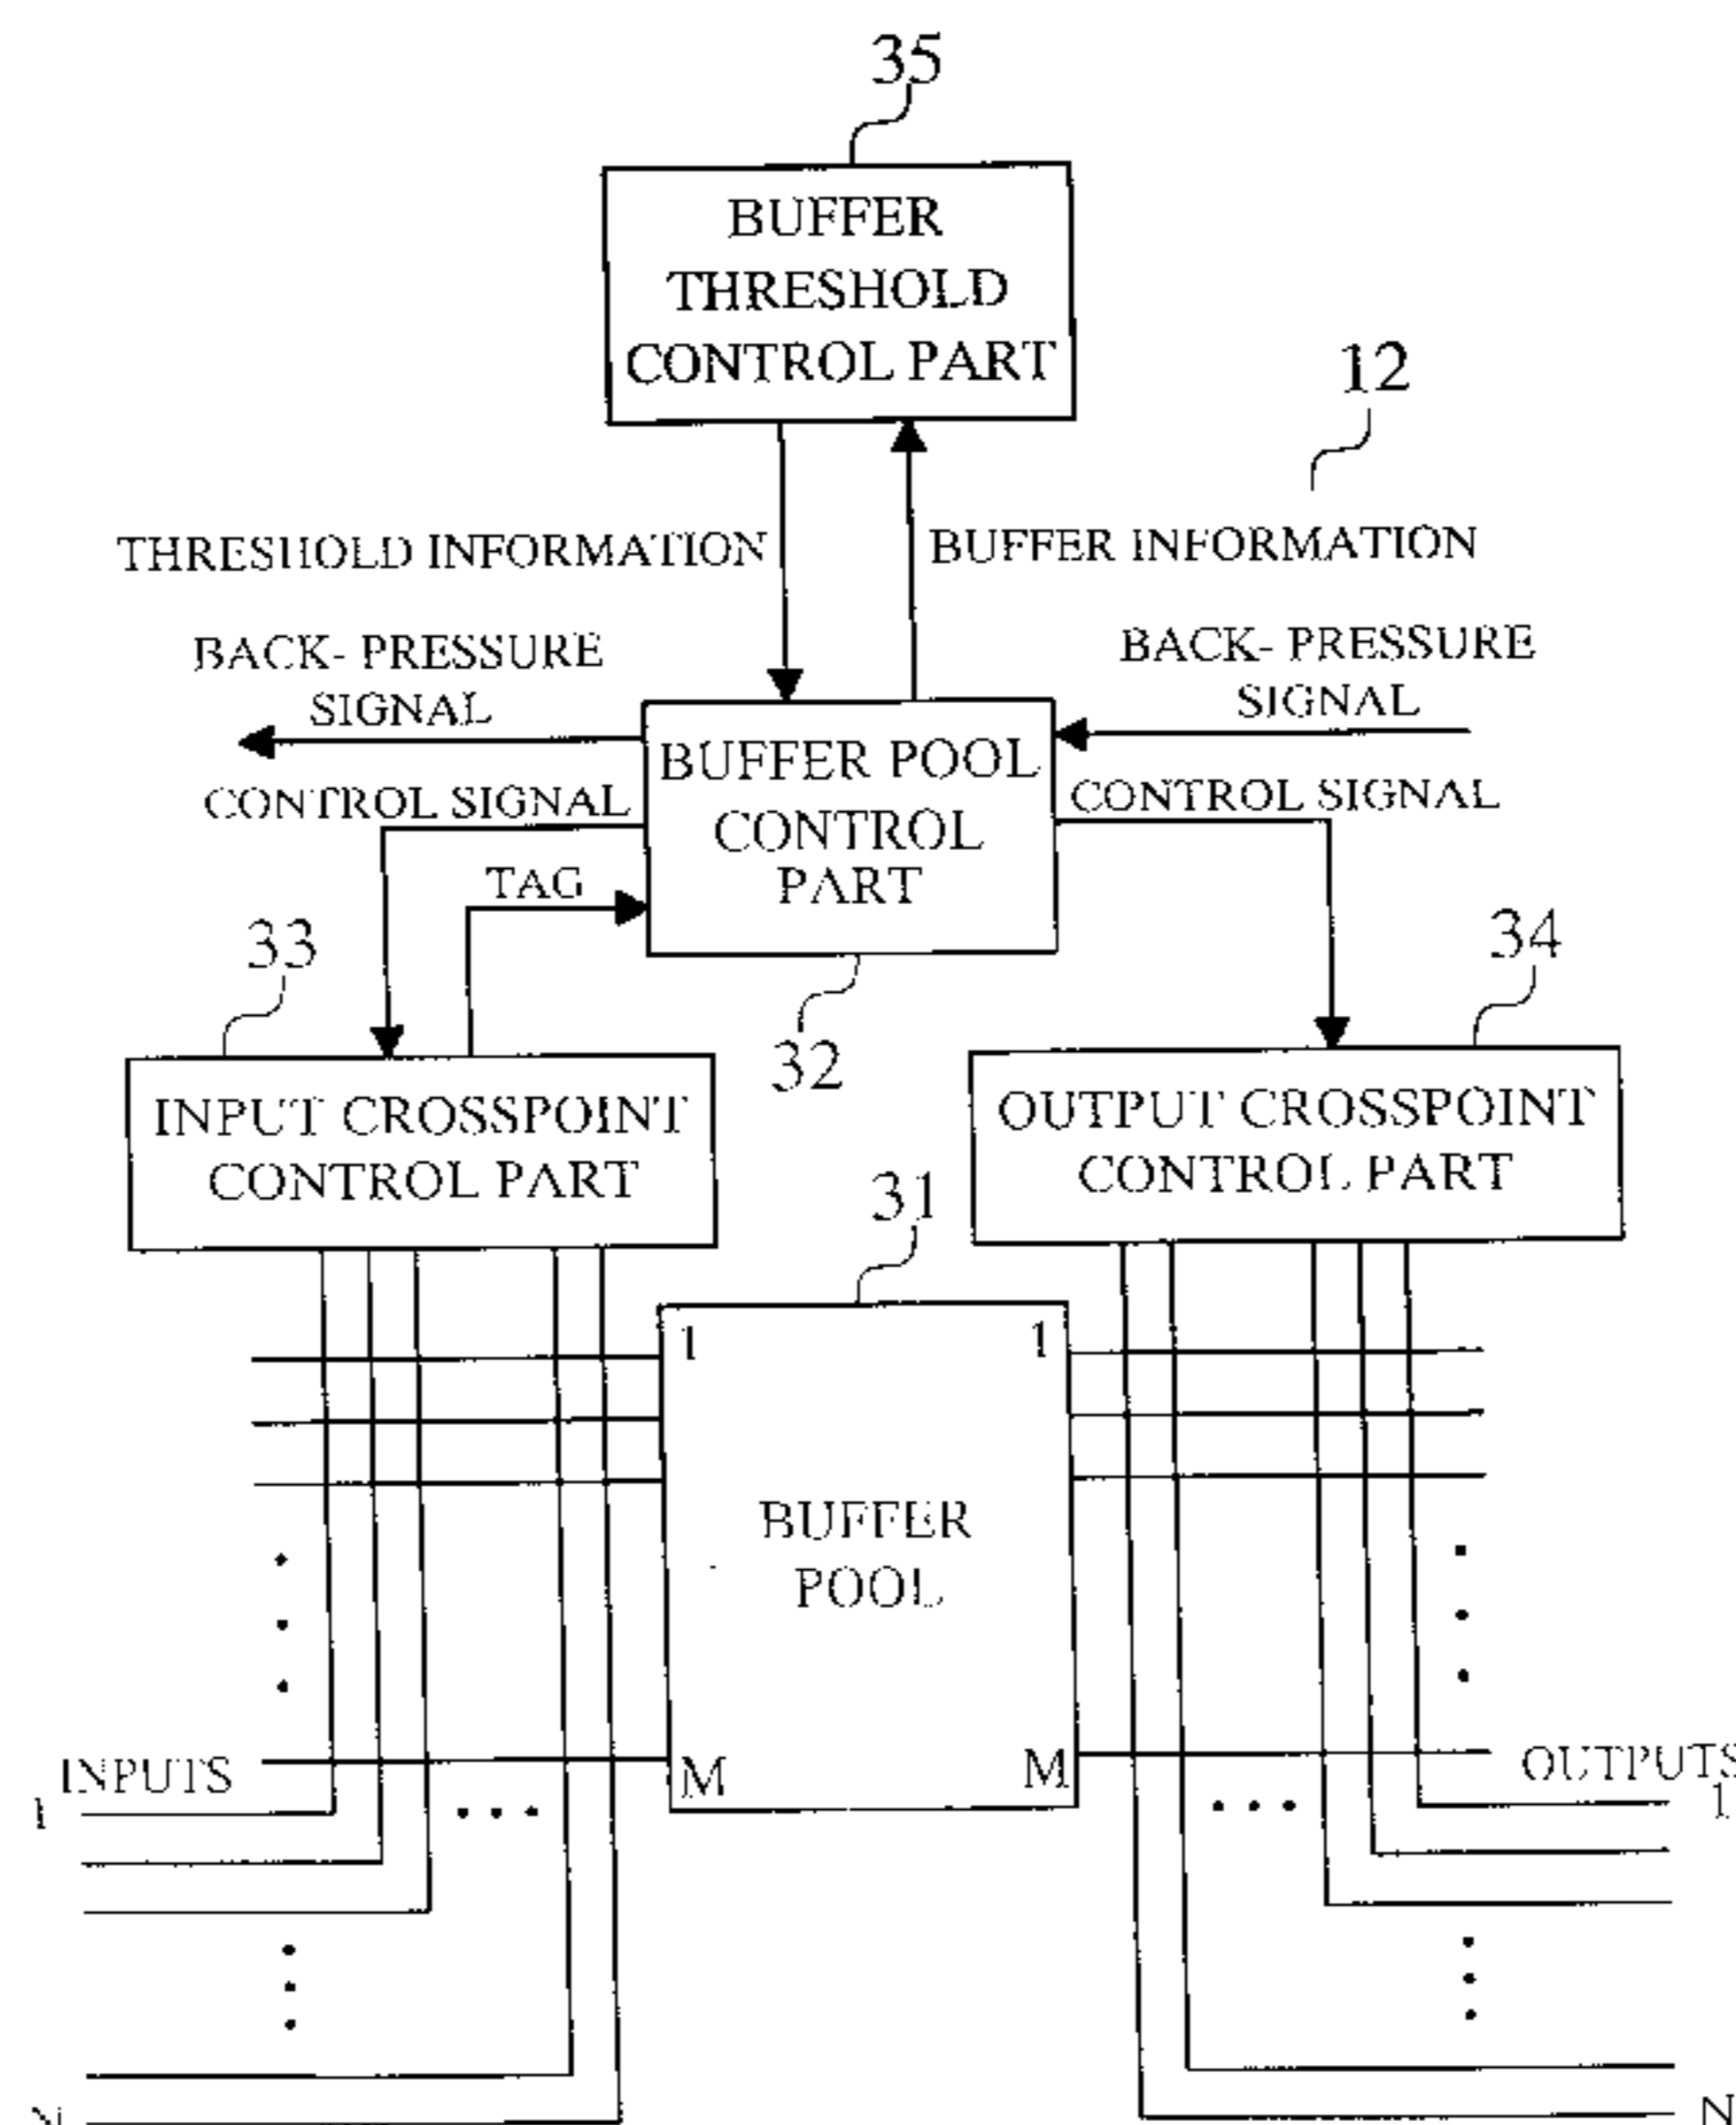 35
BUFFER
THRESHOLD
CONTROL PART
12
THRESHOLD INFORMATION
BUFFER INFORMATION
BACK- PRESSURE
SIGNAL
BACK- PRESSURE
SIGNAL
BUFFER POOL
CONTROL
PART
CONTROL SIGNAL
CONTROL SIGNAL
TAG
33
34
32
INPUT CROSSPOINT
CONTROL PART
OUTPUT CROSSPOINT
CONTROL PART
31
1
1
BUFFER
POOL
M
M
INPUTS
1
OUTPUTS
1
N